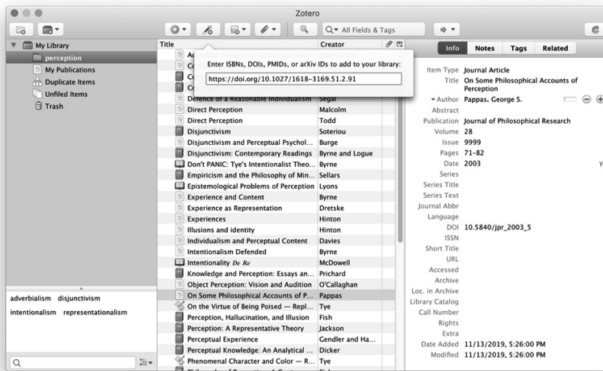 Zotero
All Fields & Tags
My Library
perception
My Publications
Duplicate Items
Unfiled Items
Trash
adverbialism disjunctivism
intentionalism representationalism
Title Creator
Enter ISBNs, DOIs, PMIDs, or arXiv IDs to add to your library:
https://doi.org/10.1027/1618-3169.51.2.91
Defence of a Reasonable Individualism Segal
Direct Perception Malcolm
Direct Perception Todd
Disjunctivism Soteriou
Disjunctivism and Perceptual Psychol... Burge
Disjunctivism: Contemporary Readings Byrne and Logue
Don't PANIC: Tye's Intentionalist Theo... Byrne
Empiricism and the Philosophy of Min... Sellars
Epistemological Problems of Perception Lyons
Experience and Content Byrne
Experience as Representation Dretske
Experiences Hinton
Illusions and identity Hinton
Individualism and Perceptual Content Davies
Intentionalism Defended Byrne
Intentionality De Re McDowell
Knowledge and Perception: Essays an... Prichard
Object Perception: Vision and Audition O'Callaghan
On Some Philosophical Accounts of P... Pappas
On the Virtue of Being Poised — Repl... Tye
Perception, Hallucination, and Illusion Fish
Perception: A Representative Theory Jackson
Perceptual Experience Gendler and Ha...
Perceptual Knowledge: An Analytical ... Dicker
Phenomenal Character and Color — R... Tye
Info Notes Tags Related
Item Type Journal Article
Title On Some Philosophical Accounts of
Perception
Author Pappas, George S.
Abstract
Publication Journal of Philosophical Research
Volume 28
Issue 9999
Pages 71-82
Date 2003 y
Series
Series Title
Series Text
Journal Abbr
Language
DOI 10.5840/jpr_2003_5
ISSN
Short Title
URL
Accessed
Archive
Loc. in Archive
Library Catalog
Call Number
Rights
Extra
Date Added 11/13/2019, 5:26:00 PM
Modified 11/13/2019, 5:26:00 PM